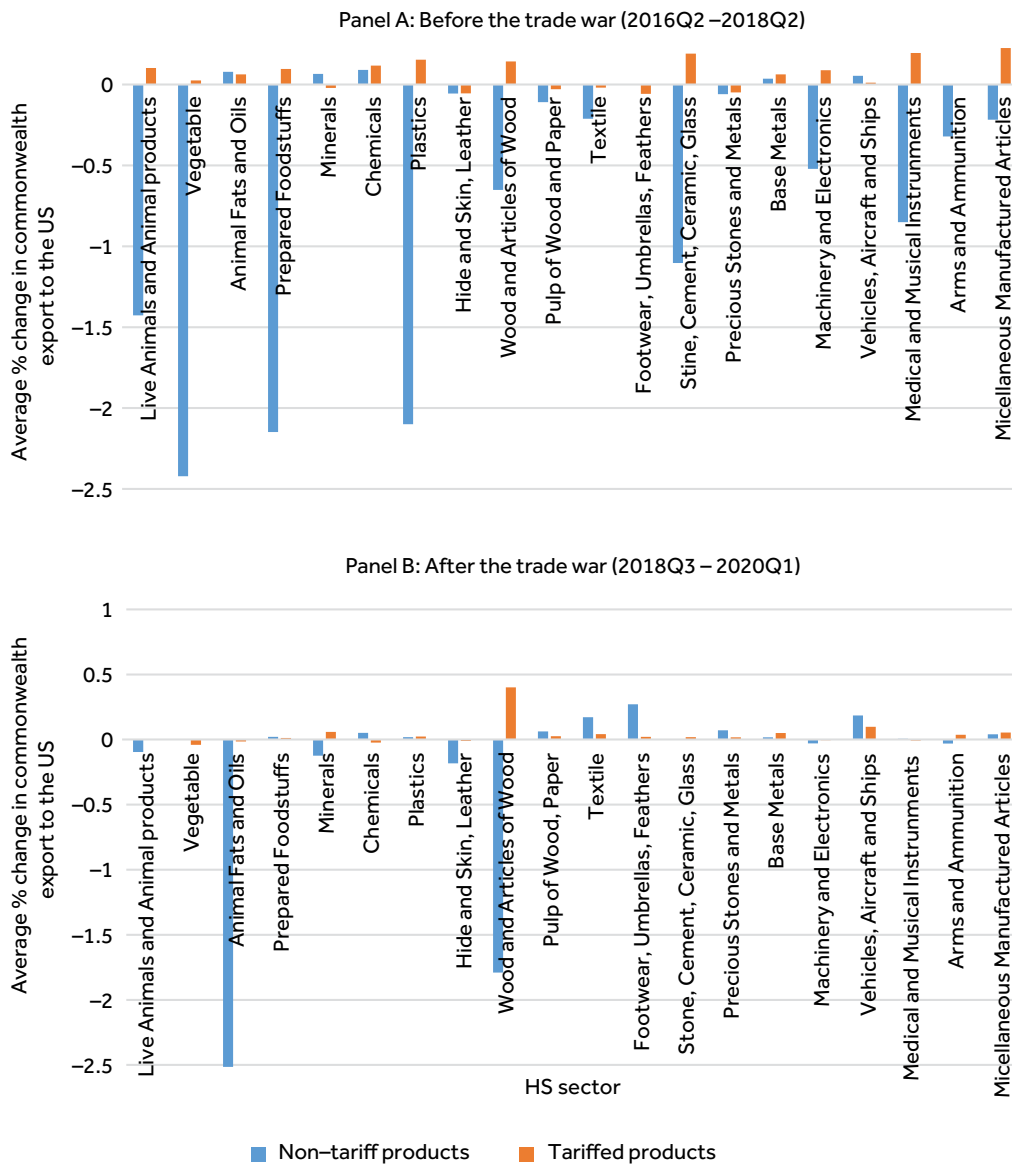 Panel A: Before the trade war (2016Q2 –2018Q2)
Average % change in commonwealth
export to the US
0
–0.5
–1
–1.5
–2
–2.5
Live Animals and Animal products
Vegetable
Animal Fats and Oils
Prepared Foodstuffs
Minerals
Chemicals
Plastics
Hide and Skin, Leather
Wood and Articles of Wood
Pulp of Wood and Paper
Textile
Footwear, Umbrellas, Feathers
Stine, Cement, Ceramic, Glass
Precious Stones and Metals
Base Metals
Machinery and Electronics
Vehicles, Aircraft and Ships
Medical and Musical Instrunments
Arms and Ammunition
Micellaneous Manufactured Articles
Panel B: After the trade war (2018Q3 – 2020Q1)
Average % change in commonwealth
export to the US
1
0.5
0
–0.5
–1
–1.5
–2
–2.5
Live Animals and Animal products
Vegetable
Animal Fats and Oils
Prepared Foodstuffs
Minerals
Chemicals
Plastics
Hide and Skin, Leather
Wood and Articles of Wood
Pulp of Wood, Paper
Textile
Footwear, Umbrellas, Feathers
Stone, Cement, Ceramic, Glass
Precious Stones and Metals
Base Metals
Machinery and Electronics
Vehicles, Aircraft and Ships
Medical and Musical Instrunments
Arms and Ammunition
Micellaneous Manufactured Articles
HS sector
Non–tariff products
Tariffed products